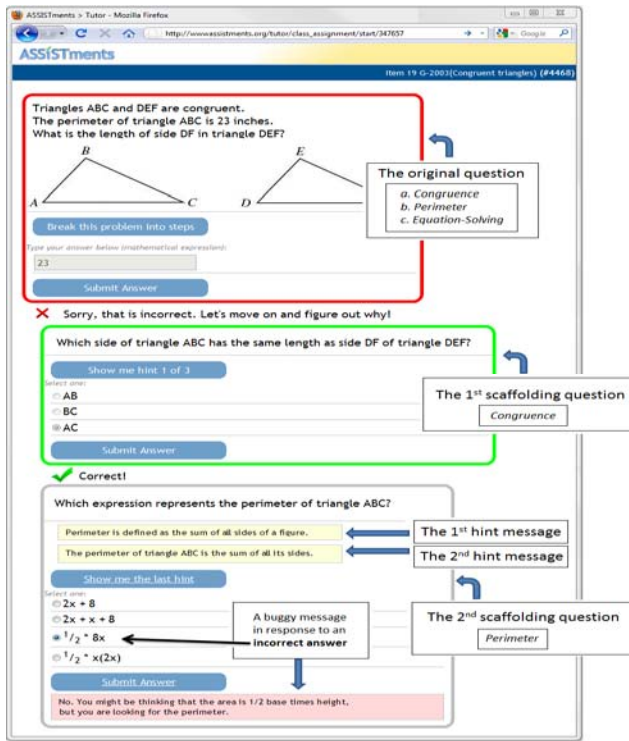 ASSISTments > Tutor - Mozilla Firefox
http://www.assistments.org/tutor/class_assignment/start/347657
Google
ASSISTments
Item 19 G-2003(Congruent triangles) (#4468)
Triangles ABC and DEF are congruent.
The perimeter of triangle ABC is 23 inches.
What is the length of side DF in triangle DEF?
B
E
A
C
D
The original question
a. Congruence
b. Perimeter
c. Equation-Solving
Break this problem into steps
Type your answer below (mathematical expression):
23
Submit Answer
Sorry, that is incorrect. Let's move on and figure out why!
Which side of triangle ABC has the same length as side DF of triangle DEF?
Show me hint 1 of 3
Select one:
AB
BC
AC
Submit Answer
The 1st scaffolding question
Congruence
Correct!
Which expression represents the perimeter of triangle ABC?
Perimeter is defined as the sum of all sides of a figure.
The 1st hint message
The perimeter of triangle ABC is the sum of all its sides.
The 2nd hint message
Show me the last hint
Select one:
2x + 8
2x + x + 8
1/2 * 8x
1/2 * x(2x)
A buggy message
in response to an
incorrect answer
The 2nd scaffolding question
Perimeter
Submit Answer
No. You might be thinking that the area is 1/2 base times height,
but you are looking for the perimeter.